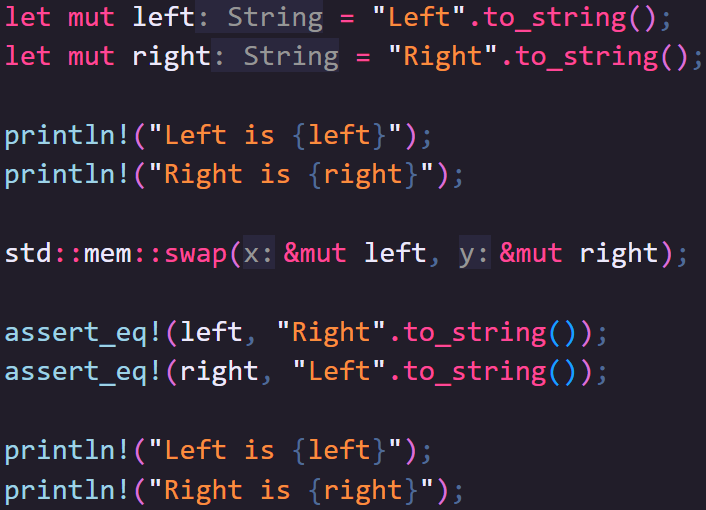 let mut left: String = "Left".to_string();
let mut right: String = "Right".to_string();
println!("Left is {left}");
println!("Right is {right}");
std::mem::swap(x: &mut left, y: &mut right);
assert_eq!(left, "Right".to_string());
assert_eq!(right, "Left".to_string());
println!("Left is {left}");
println!("Right is {right}");